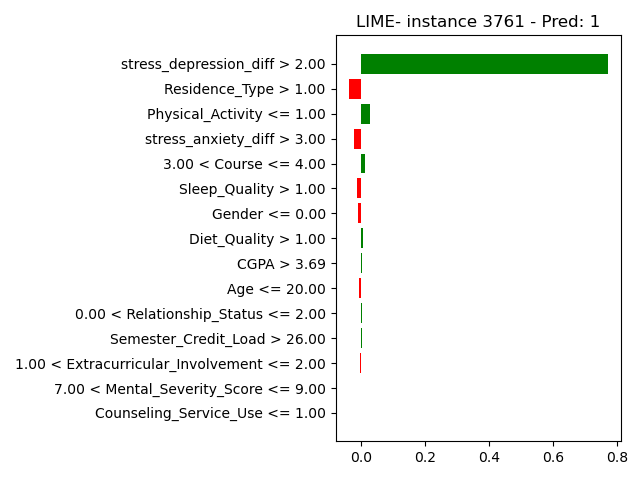 LIME- instance 3761 - Pred: 1
stress_depression_diff > 2.00
Residence_Type > 1.00
Physical_Activity <= 1.00
stress_anxiety_diff > 3.00
3.00 < Course <= 4.00
Sleep_Quality > 1.00
Gender <= 0.00
Diet_Quality > 1.00
CGPA > 3.69
Age <= 20.00
0.00 < Relationship_Status <= 2.00
Semester_Credit_Load > 26.00
1.00 < Extracurricular_Involvement <= 2.00
7.00 < Mental_Severity_Score <= 9.00
Counseling_Service_Use <= 1.00
0.0 0.2 0.4 0.6 0.8